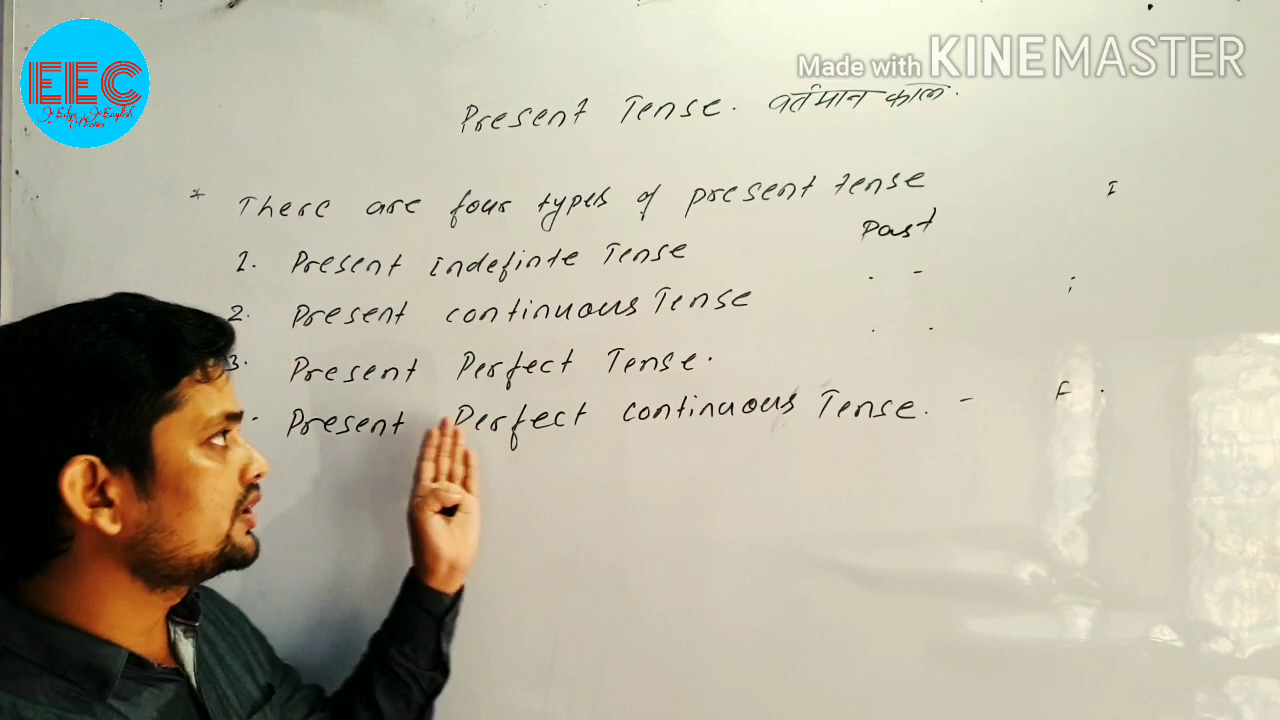 EEC
Made with KINEMASTER
Present Tense. वर्तमान काल.
* There are four types of present tense
I
Past
1. Present indefinte Tense
2. Present continuous Tense
3. Present Perfect Tense.
. Present Perfect continuous Tense. - F.